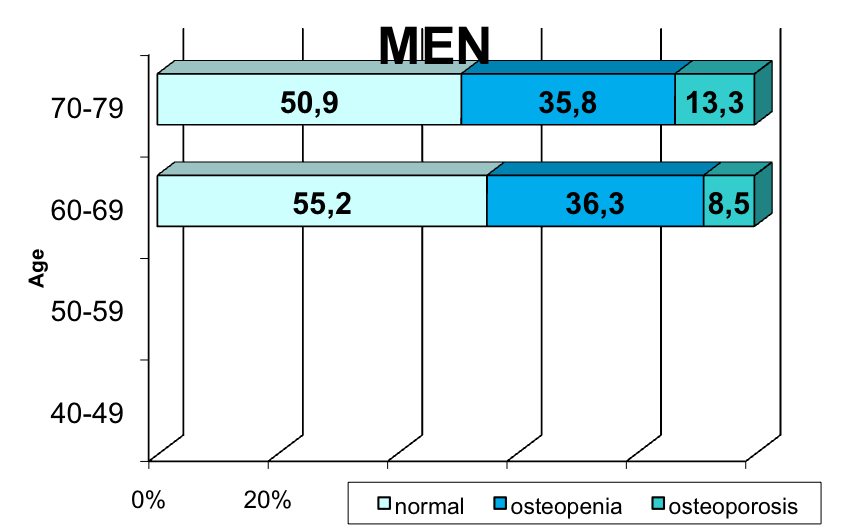 MEN
70-79
50,9
35,8
13,3
60-69
55,2
36,3
8,5
Age
50-59
40-49
0%
20%
normal
osteopenia
osteoporosis